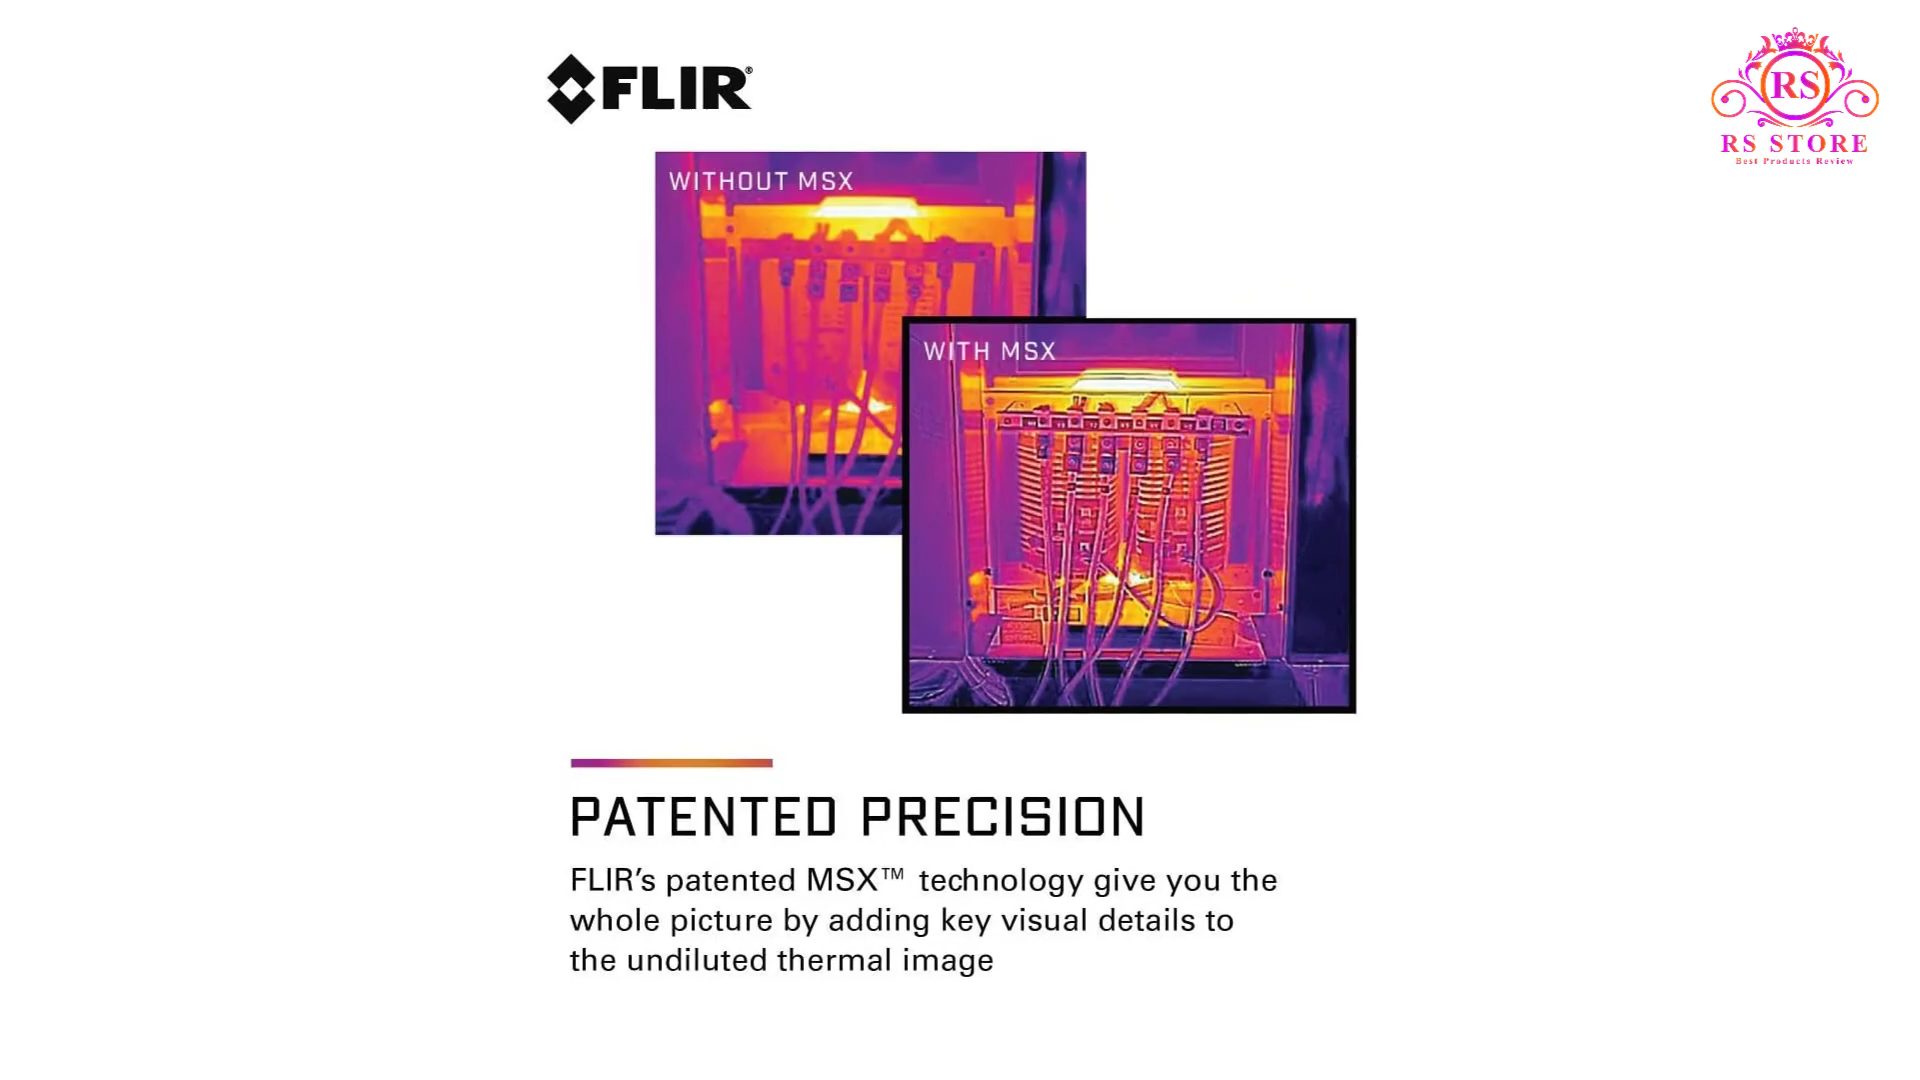 FLIR®
RS
RS STORE
Best Products Review
WITHOUT MSX
WITH MSX
PATENTED PRECISION
FLIR’s patented MSX™ technology give you the
whole picture by adding key visual details to
the undiluted thermal image